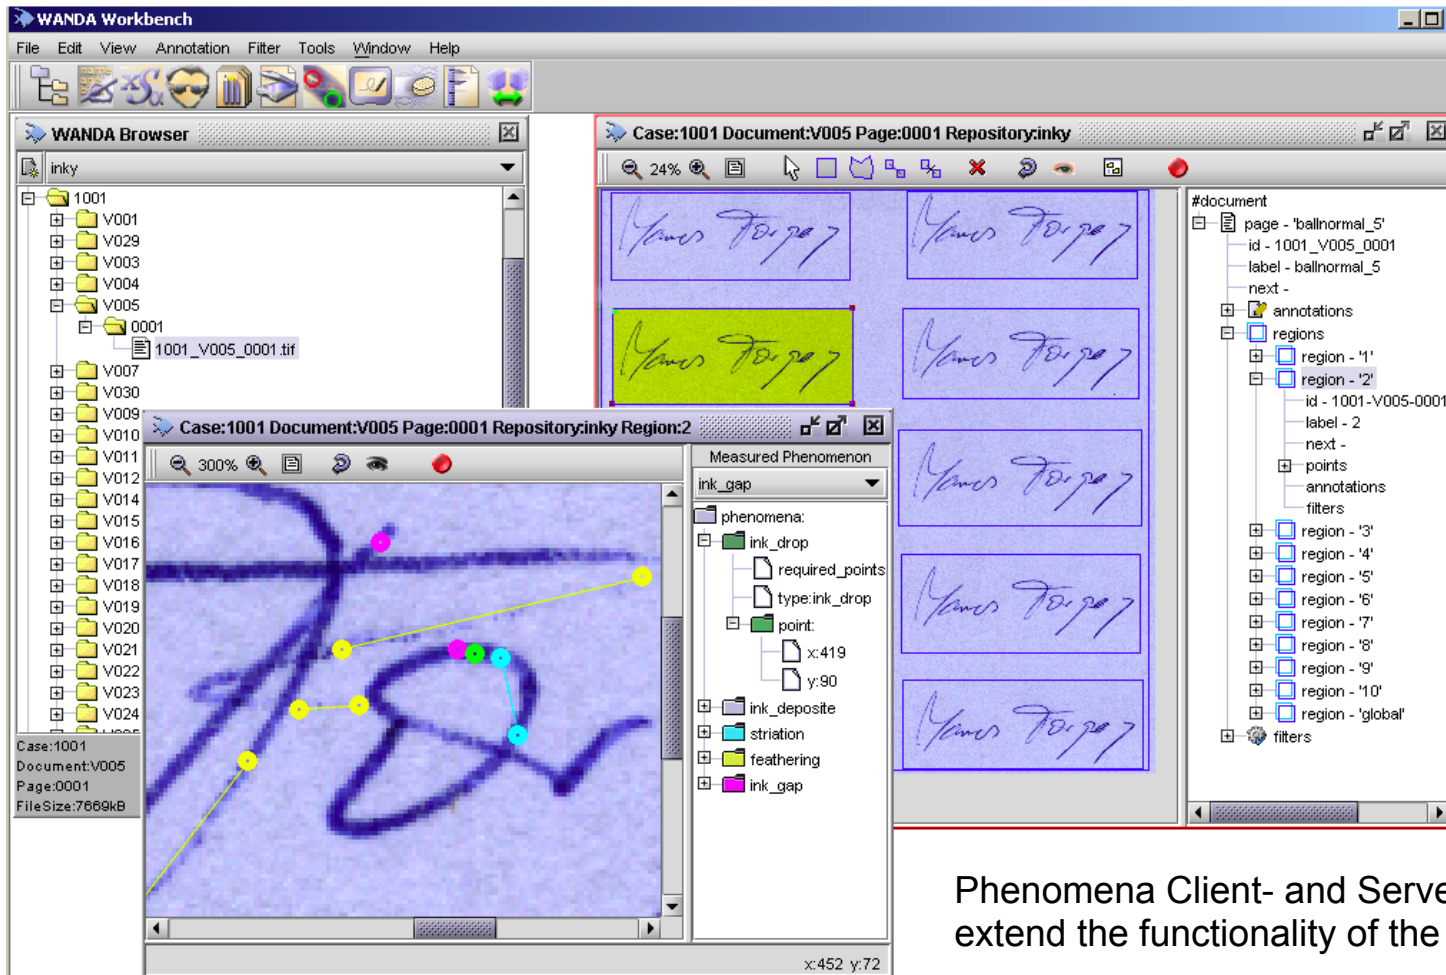 WANDA Workbench
File Edit View Annotation Filter Tools Window Help
WANDA Browser
inky
1001
V001
V029
V003
V004
V005
0001
1001_V005_0001.tif
V007
V030
V009
V010
V011
V012
V014
V015
V016
V017
V018
V019
V020
V021
V022
V023
V024
Case:1001
Document:V005
Page:0001
FileSize:7669kB
Case:1001 Document:V005 Page:0001 Repository:inky
24%
#document
page - 'ballnormal_5'
id - 1001_V005_0001
label - ballnormal_5
next -
annotations
regions
region - '1'
region - '2'
id - 1001-V005-0001
label - 2
next -
points
annotations
filters
region - '3'
region - '4'
region - '5'
region - '6'
region - '7'
region - '8'
region - '9'
region - '10'
region - 'global'
filters
Case:1001 Document:V005 Page:0001 Repository:inky Region:2
300%
Measured Phenomenon
ink_gap
phenomena:
ink_drop
required_points
type:ink_drop
point:
x:419
y:90
ink_deposite
striation
feathering
ink_gap
x:452 y:72
Phenomena Client- and Serve
extend the functionality of the